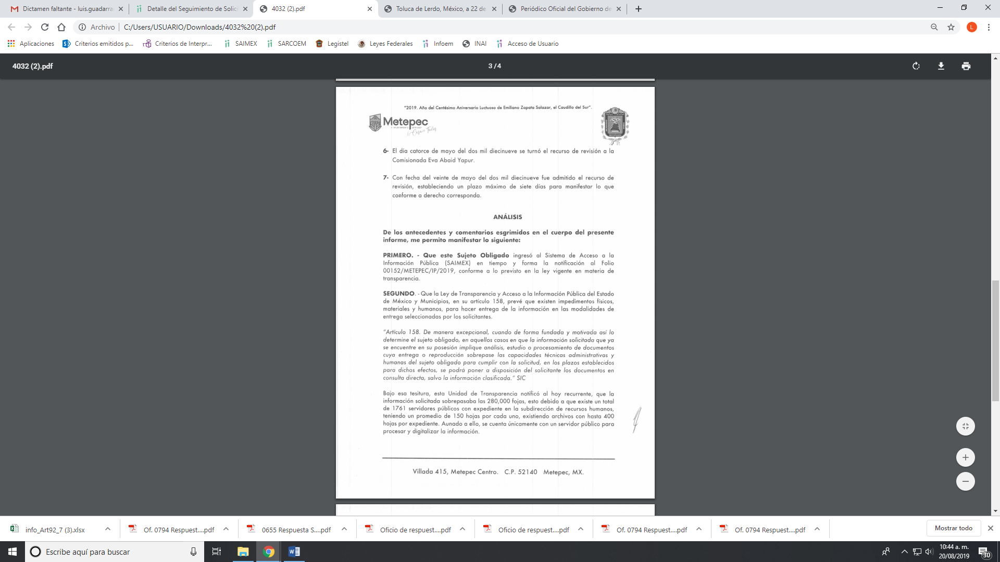 Dictamen faltante - luis.guadarra
Detalle del Seguimiento de Solici
4032 (2).pdf
Toluca de Lerdo, México, a 22 de
Periódico Oficial del Gobierno de
Archivo
C:/Users/USUARIO/Downloads/4032%20(2).pdf
L
Aplicaciones
Criterios emitidos p...
Criterios de Interpr...
SAIMEX
SARCOEM
Legistel
Leyes Federales
Infoem
INAI
Acceso de Usuario
4032 (2).pdf
3 / 4
"2019. Año del Centésimo Aniversario Luctuoso de Emiliano Zapata Salazar, el Caudillo del Sur".
Metepec
6- El día catorce de mayo del dos mil diecinueve se turnó el recurso de revisión a la
Comisionada Eva Abaid Yapur.
7- Con fecha del veinte de mayo del dos mil diecinueve fue admitido el recurso de
revisión, estableciendo un plazo máximo de siete días para manifestar lo que
conforme a derecho corresponda.
ANÁLISIS
De los antecedentes y comentarios esgrimidos en el cuerpo del presente
informe, me permito manifestar lo siguiente:
PRIMERO. - Que este Sujeto Obligado ingresó al Sistema de Acceso a la
Información Pública (SAIMEX) en tiempo y forma la notificación al Folio
00152/METEPEC/IP/2019, conforme a lo previsto en la ley vigente en materia de
transparencia.
SEGUNDO. - Que la Ley de Transparencia y Acceso a la Información Pública del Estado
de México y Municipios, en su artículo 158, prevé que existen impedimentos físicos,
materiales y humanos, para hacer entrega de la información en las modalidades de
entrega seleccionadas por los solicitantes.
"Artículo 158. De manera excepcional, cuando de forma fundada y motivada así lo
determine el sujeto obligado, en aquellos casos en que la información solicitada que ya
se encuentre en su posesión implique análisis, estudio o procesamiento de documentos
cuya entrega o reproducción sobrepase las capacidades técnicas administrativas y
humanas del sujeto obligado para cumplir con la solicitud, en los plazos establecidos
para dichos efectos, se podrá poner a disposición del solicitante los documentos en
consulta directa, salvo la información clasificada." SIC
Bajo esa tesitura, esta Unidad de Transparencia notificó al hoy recurrente, que la
información solicitada sobrepasaba las 280,000 fojas, esto debido a que existe un total
de 1761 servidores públicos con expediente en la subdirección de recursos humanos,
teniendo un promedio de 150 hojas por cada uno, existiendo archivos con hasta 400
hojas por expediente. Aunado a ello, se cuenta únicamente con un servidor público para
procesar y digitalizar la información.
Villada 415, Metepec Centro. C.P. 52140 Metepec, MX.
info_Art92_7 (3).xlsx
Of. 0794 Respuest....pdf
0655 Respuesta S....pdf
Oficio de respuest....pdf
Oficio de respuest....pdf
Of. 0794 Respuest....pdf
Of. 0794 Respuest....pdf
Mostrar todo
Escribe aquí para buscar
10:44 a. m.
20/08/2019
30